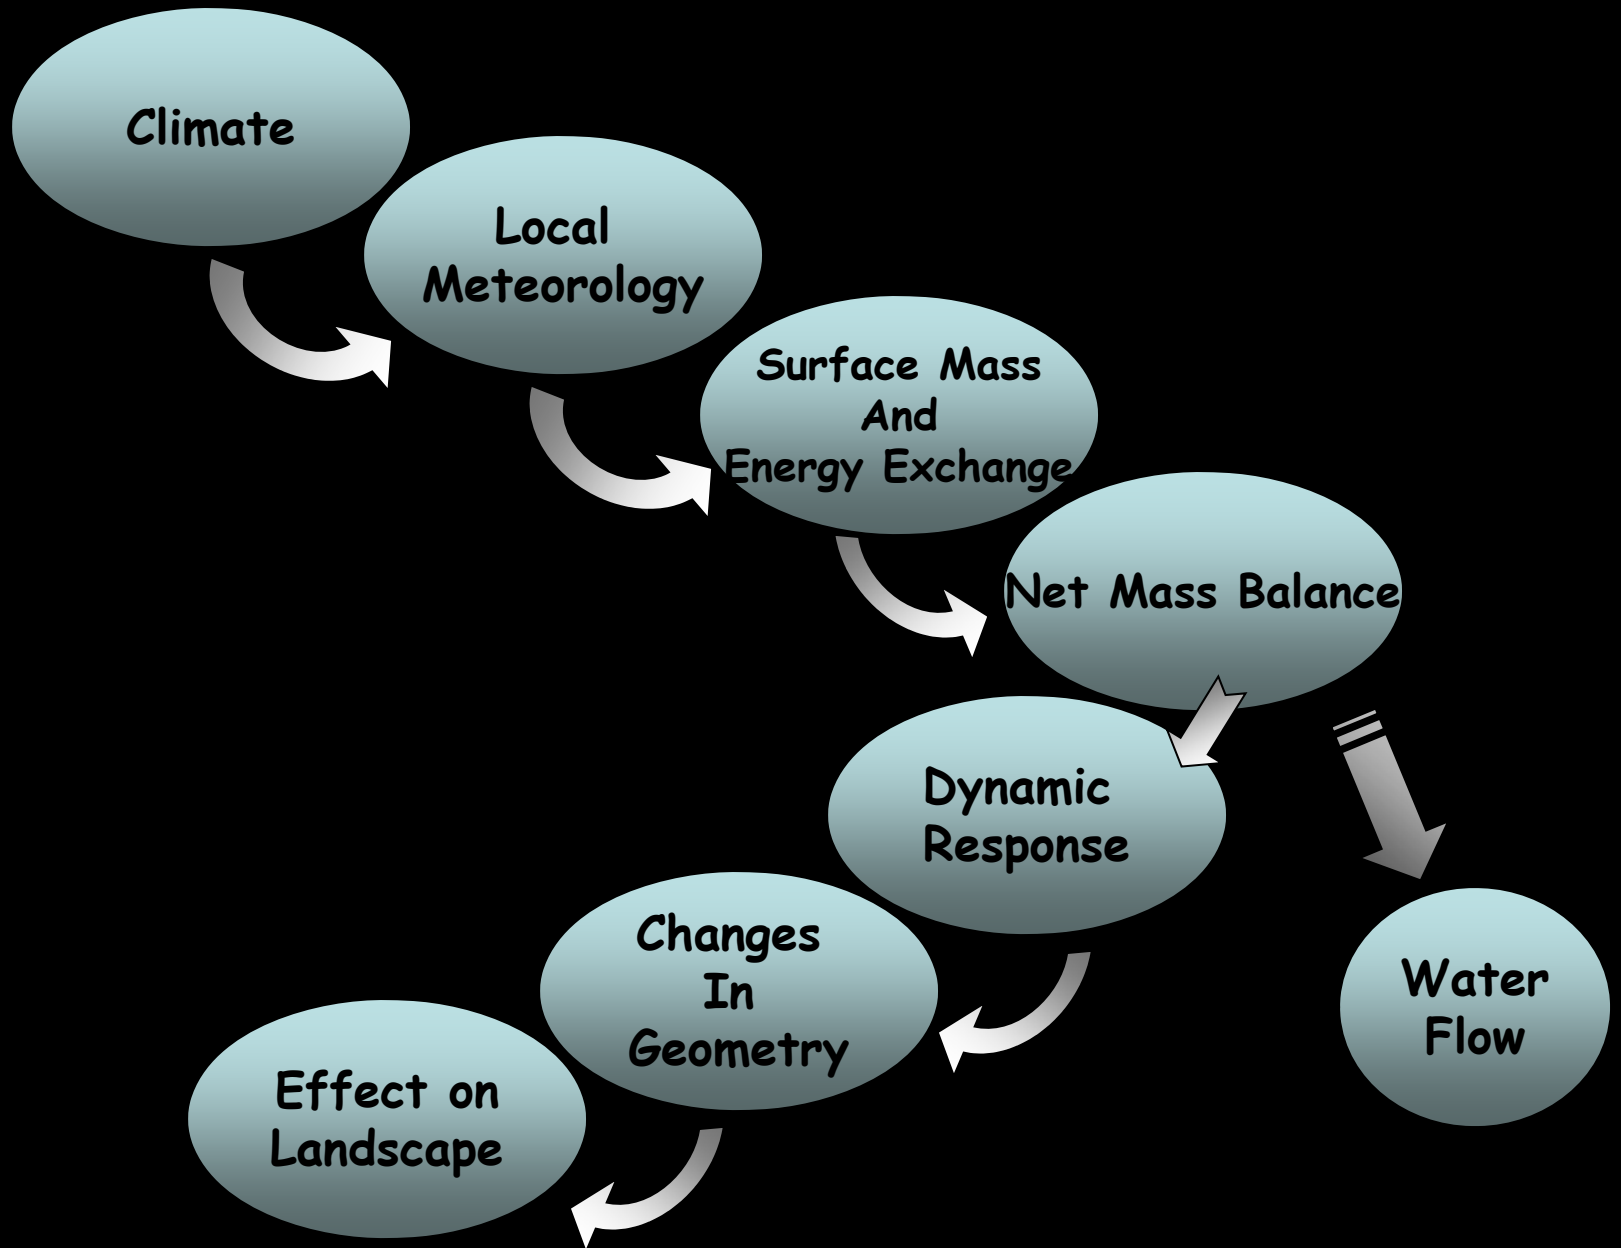 Climate
Local
Meteorology
Surface Mass
And
Energy Exchange
Net Mass Balance
Dynamic
Response
Changes
In
Geometry
Water
Flow
Effect on
Landscape